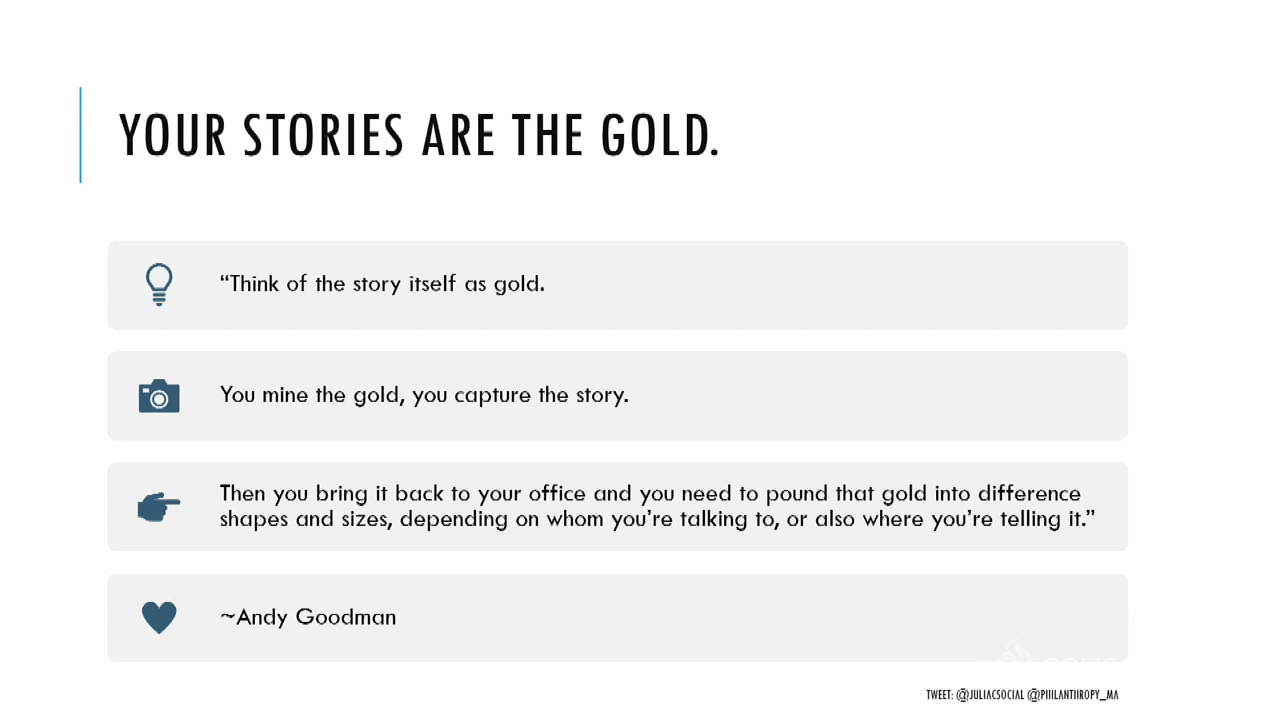 YOUR STORIES ARE THE GOLD.
“Think of the story itself as gold.
You mine the gold, you capture the story.
Then you bring it back to your office and you need to pound that gold into difference
shapes and sizes, depending on whom you’re talking to, or also where you’re telling it.”
~Andy Goodman
TWEET: @JULIACSOCIAL @PHILANTHROPY_MA